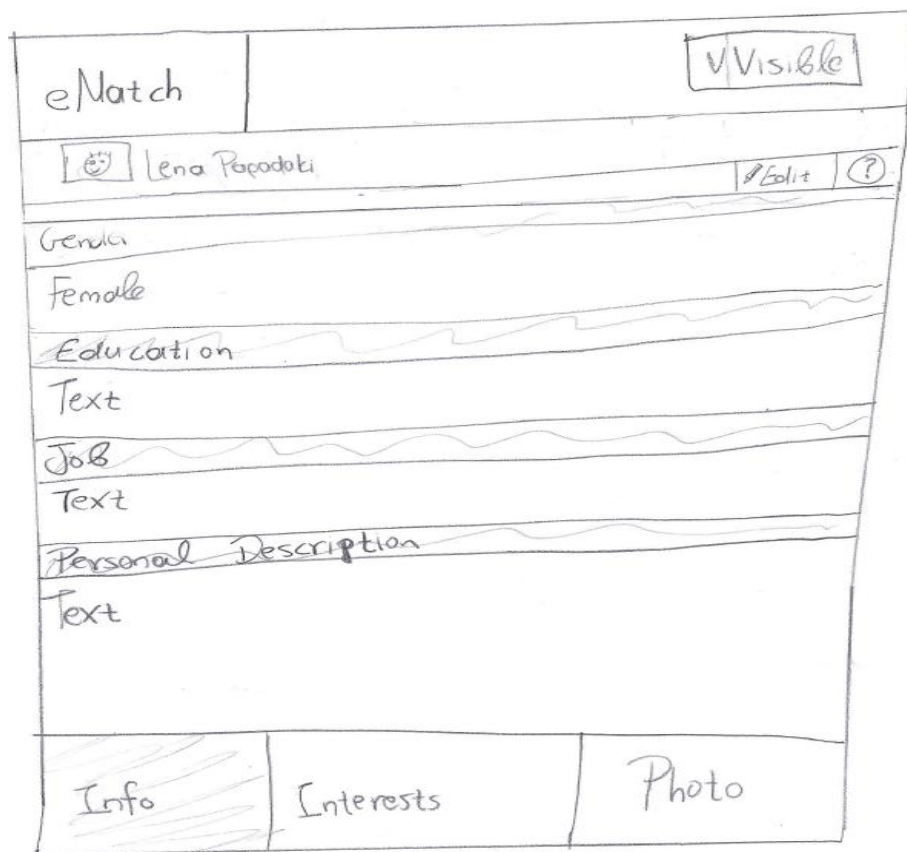 eMatch
V Visible
Lena Papadaki
Edit ?
Gender
Female
Education
Text
Job
Text
Personal Description
Text
Info Interests Photo